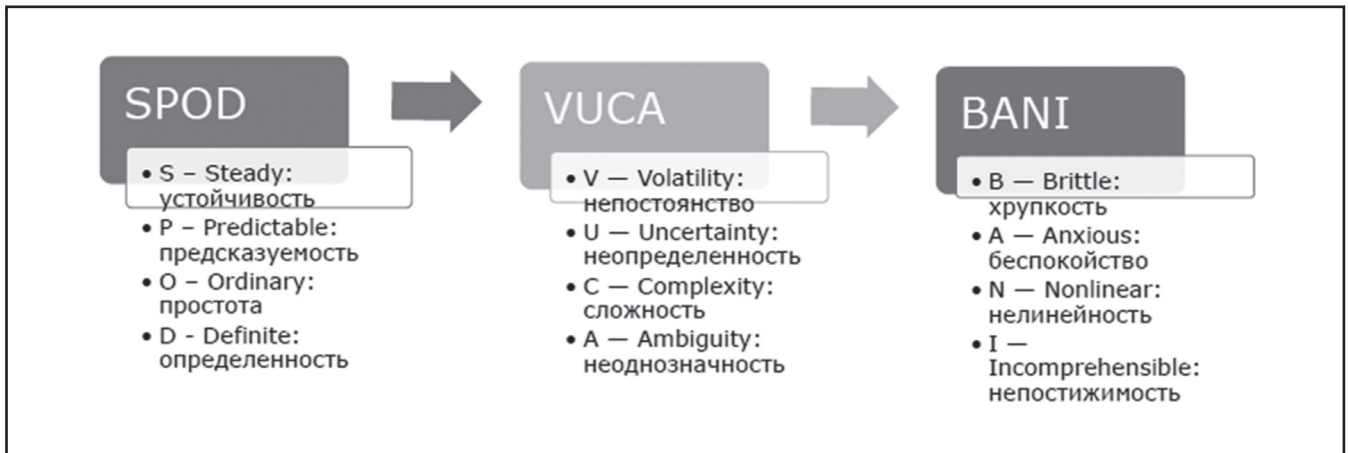 SPOD
• S – Steady:
устойчивость
• P – Predictable:
предсказуемость
• O – Ordinary:
простота
• D - Definite:
определенность
VUCA
• V — Volatility:
непостоянство
• U — Uncertainty:
неопределенность
• C — Complexity:
сложность
• A — Ambiguity:
неоднозначность
BANI
• B — Brittle:
хрупкость
• A — Anxious:
беспокойство
• N — Nonlinear:
нелинейность
• I —
Incomprehensible:
непостижимость